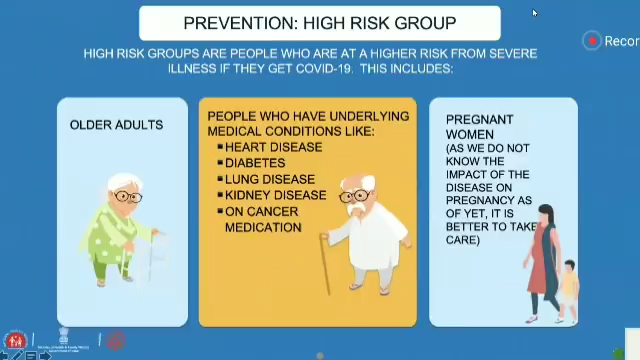 PREVENTION: HIGH RISK GROUP
Recor
HIGH RISK GROUPS ARE PEOPLE WHO ARE AT A HIGHER RISK FROM SEVERE
ILLNESS IF THEY GET COVID-19. THIS INCLUDES:
OLDER ADULTS
PEOPLE WHO HAVE UNDERLYING
MEDICAL CONDITIONS LIKE:
▪HEART DISEASE
▪DIABETES
▪LUNG DISEASE
▪KIDNEY DISEASE
▪ON CANCER
MEDICATION
PREGNANT
WOMEN
(AS WE DO NOT
KNOW THE
IMPACT OF THE
DISEASE ON
PREGNANCY AS
OF YET, IT IS
BETTER TO TAKE
CARE)